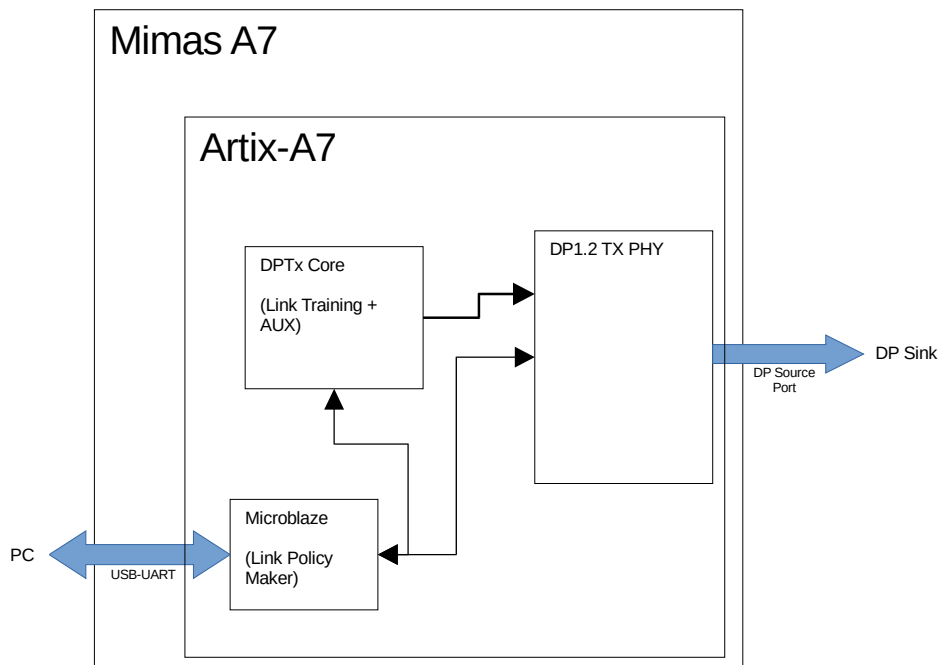 Mimas A7
Artix-A7
DPTx Core
(Link Training +
AUX)
DP1.2 TX PHY
DP Sink
DP Source
Port
Microblaze
(Link Policy
Maker)
PC
USB-UART